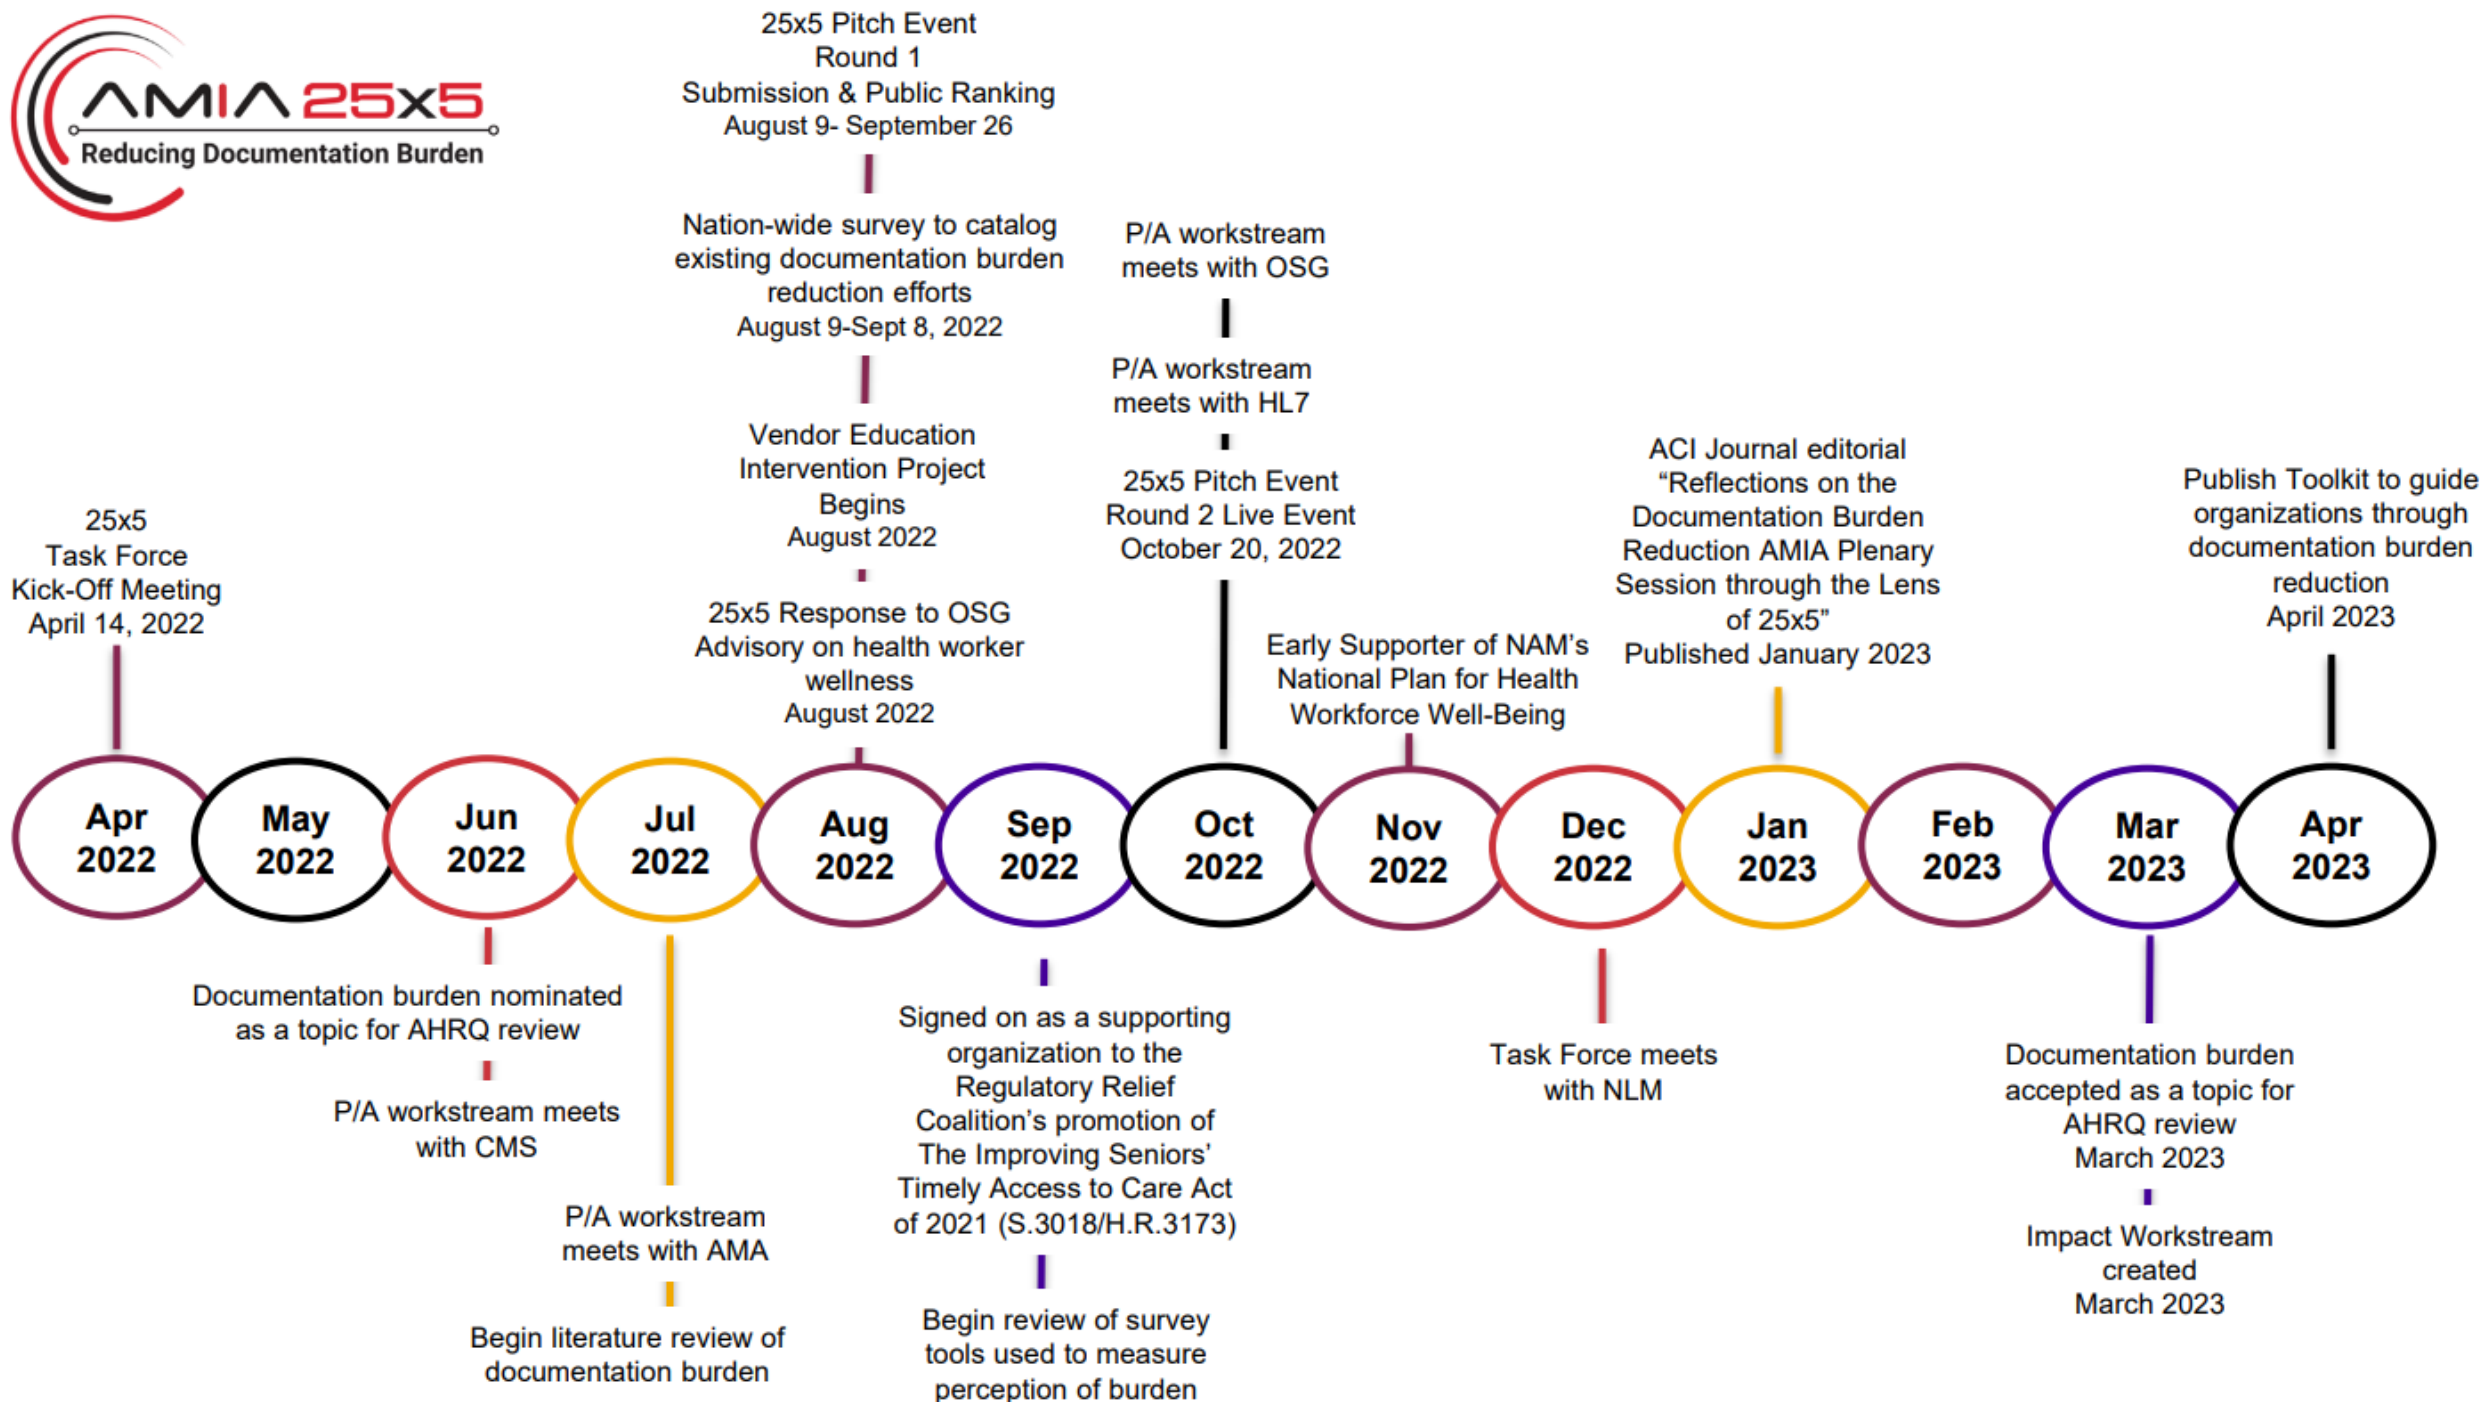 AMIA 25x5
Reducing Documentation Burden
25x5 Pitch Event
Round 1
Submission & Public Ranking
August 9- September 26
Nation-wide survey to catalog
existing documentation burden
reduction efforts
August 9-Sept 8, 2022
Vendor Education
Intervention Project
Begins
August 2022
25x5 Response to OSG
Advisory on health worker
wellness
August 2022
P/A workstream
meets with OSG
P/A workstream
meets with HL7
25x5 Pitch Event
Round 2 Live Event
October 20, 2022
25x5
Task Force
Kick-Off Meeting
April 14, 2022
Early Supporter of NAM’s
National Plan for Health
Workforce Well-Being
ACI Journal editorial
“Reflections on the
Documentation Burden
Reduction AMIA Plenary
Session through the Lens
of 25x5”
Published January 2023
Publish Toolkit to guide
organizations through
documentation burden
reduction
April 2023
Apr
2022
May
2022
Jun
2022
Jul
2022
Aug
2022
Sep
2022
Oct
2022
Nov
2022
Dec
2022
Jan
2023
Feb
2023
Mar
2023
Apr
2023
Documentation burden nominated
as a topic for AHRQ review
P/A workstream meets
with CMS
P/A workstream
meets with AMA
Begin literature review of
documentation burden
Signed on as a supporting
organization to the
Regulatory Relief
Coalition’s promotion of
The Improving Seniors’
Timely Access to Care Act
of 2021 (S.3018/H.R.3173)
Begin review of survey
tools used to measure
perception of burden
Task Force meets
with NLM
Documentation burden
accepted as a topic for
AHRQ review
March 2023
Impact Workstream
created
March 2023